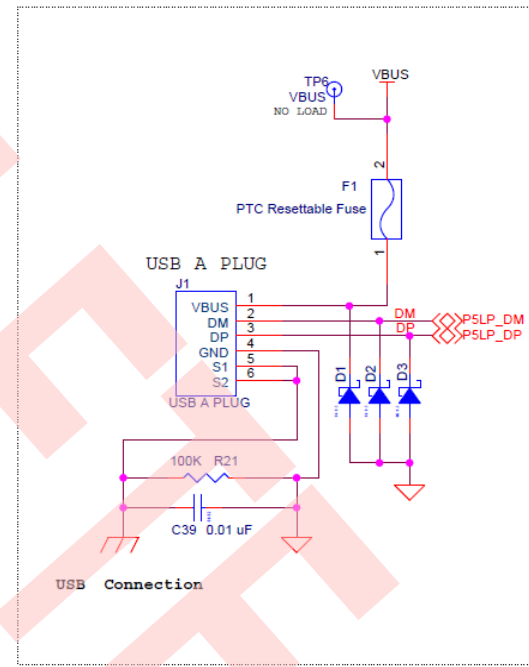 VBUS
TP6
VBUS
NO LOAD
2
F1
PTC Resettable Fuse
1
USB A PLUG
J1
VBUS 1
DM 2
DP 3
GND 4
S1 5
S2 6
USB A PLUG
DM P5LP_DM
DP P5LP_DP
D1 D2 D3
100K R21
C39 0.01 uF
USB Connection